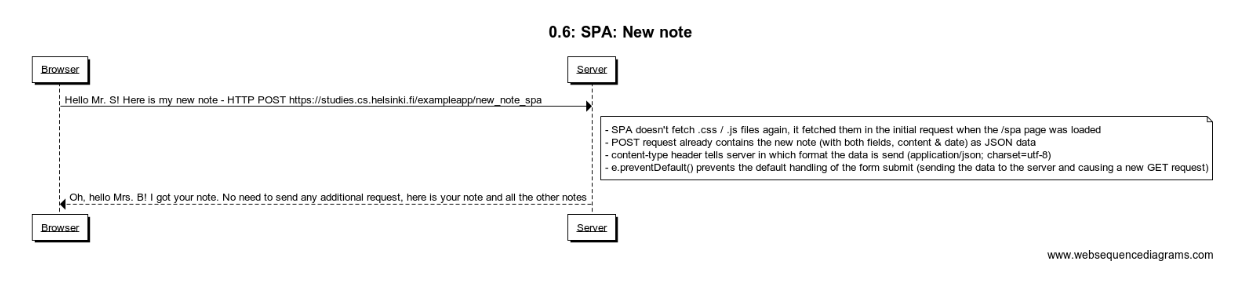 0.6: SPA: New note
Browser
Server
Hello Mr. S! Here is my new note - HTTP POST https://studies.cs.helsinki.fi/exampleapp/new_note_spa
- SPA doesn't fetch .css / .js files again, it fetched them in the initial request when the /spa page was loaded
- POST request already contains the new note (with both fields, content & date) as JSON data
- content-type header tells server in which format the data is send (application/json; charset=utf-8)
- e.preventDefault() prevents the default handling of the form submit (sending the data to the server and causing a new GET request)
Oh, hello Mrs. B! I got your note. No need to send any additional request, here is your note and all the other notes
Browser
Server
www.websequencediagrams.com